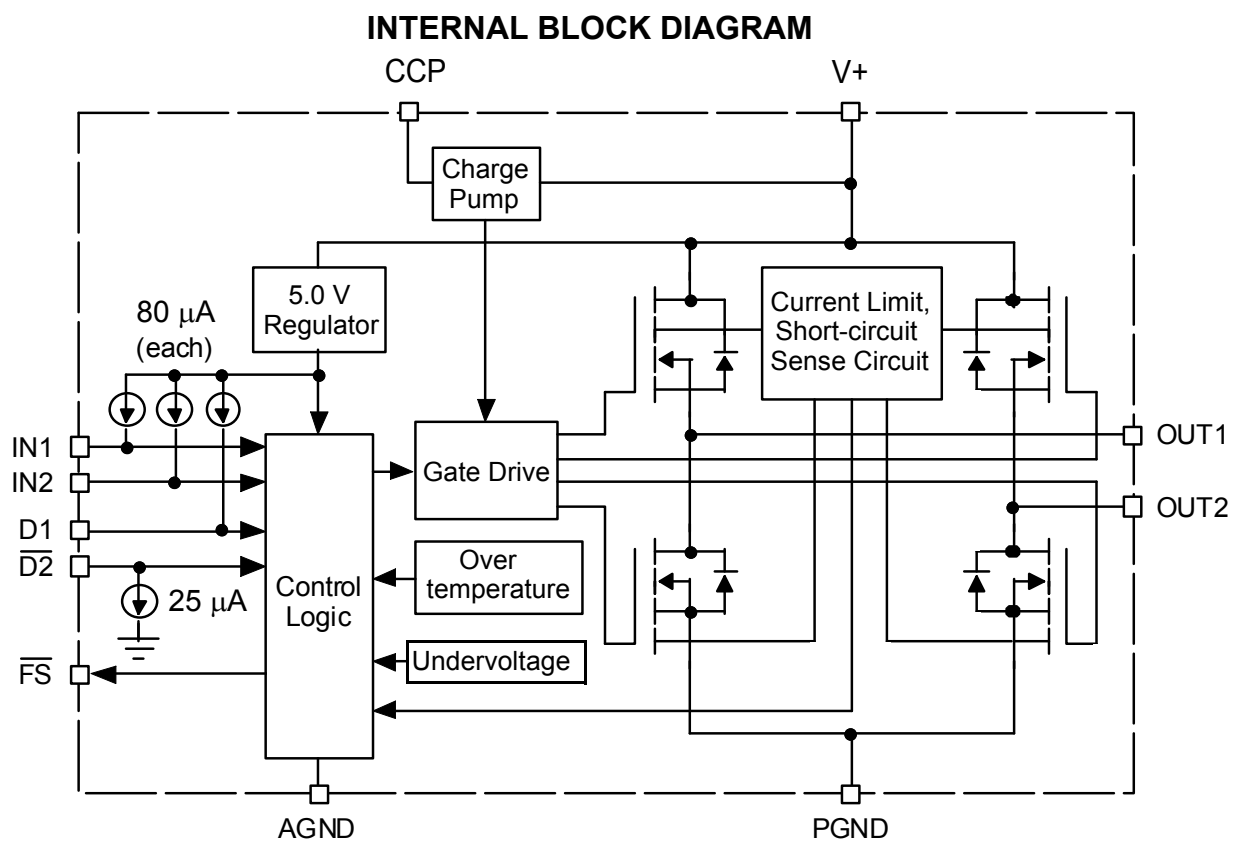 INTERNAL BLOCK DIAGRAM
CCP
V+
Charge
Pump
5.0 V
Regulator
80 µA
(each)
Current Limit,
Short-circuit
Sense Circuit
IN1
IN2
D1
D2
25 µA
FS
Control
Logic
Gate Drive
Over
temperature
Undervoltage
OUT1
OUT2
AGND
PGND